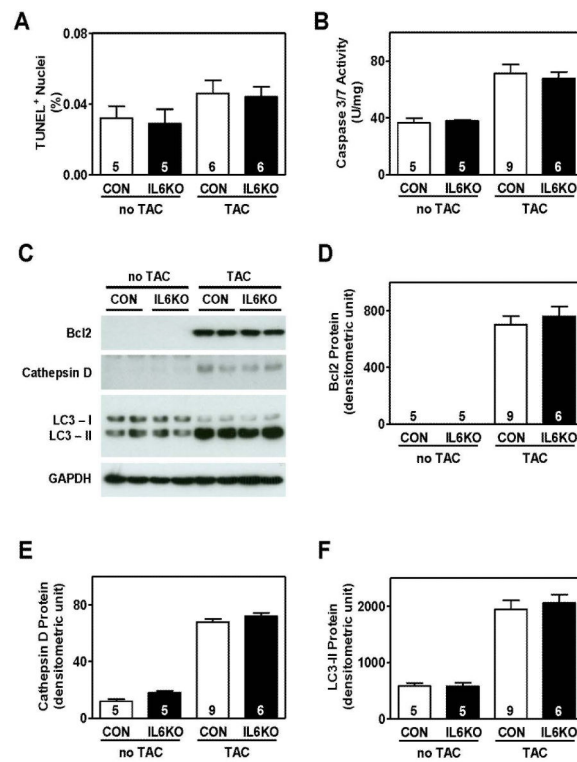 A
TUNEL+ Nuclei
(%)
0.08
0.04
0.00
5
5
6
6
CON
IL6KO
CON
IL6KO
no TAC
TAC
B
Caspase 3/7 Activity
(U/mg)
80
40
0
5
5
9
6
CON
IL6KO
CON
IL6KO
no TAC
TAC
C
no TAC
TAC
CON
IL6KO
CON
IL6KO
Bcl2
Cathepsin D
LC3 – I
LC3 – II
GAPDH
D
Bcl2 Protein
(densitometric unit)
800
400
0
5
5
9
6
CON
IL6KO
CON
IL6KO
no TAC
TAC
E
Cathepsin D Protein
(densitometric unit)
80
40
0
5
5
9
6
CON
IL6KO
CON
IL6KO
no TAC
TAC
F
LC3-II Protein
(densitometric unit)
2000
1000
0
5
5
9
6
CON
IL6KO
CON
IL6KO
no TAC
TAC